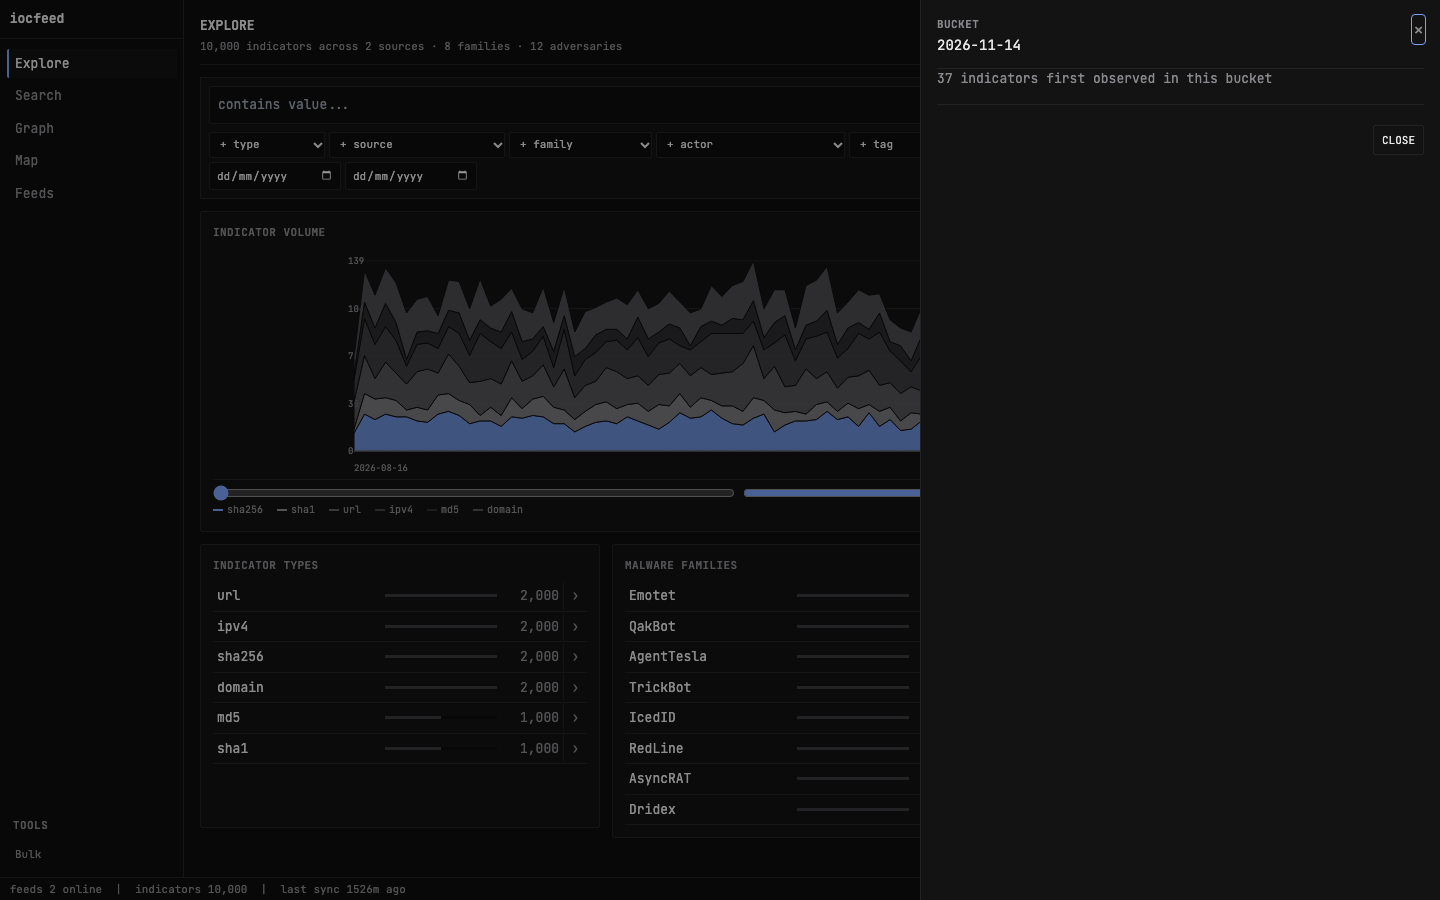 iocfeed
Explore
Search
Graph
Map
Feeds
TOOLS
Bulk
EXPLORE
10,000 indicators across 2 sources · 8 families · 12 adversaries
contains value...
+ type
+ source
+ family
+ actor
+ tag
dd/mm/yyyy
dd/mm/yyyy
INDICATOR VOLUME
139
10
7
3
0
2026-08-16
sha256 sha1 url ipv4 md5 domain
INDICATOR TYPES
url 2,000 ›
ipv4 2,000 ›
sha256 2,000 ›
domain 2,000 ›
md5 1,000 ›
sha1 1,000 ›
MALWARE FAMILIES
Emotet
QakBot
AgentTesla
TrickBot
IcedID
RedLine
AsyncRAT
Dridex
BUCKET
2026-11-14
×
37 indicators first observed in this bucket
CLOSE
feeds 2 online | indicators 10,000 | last sync 1526m ago